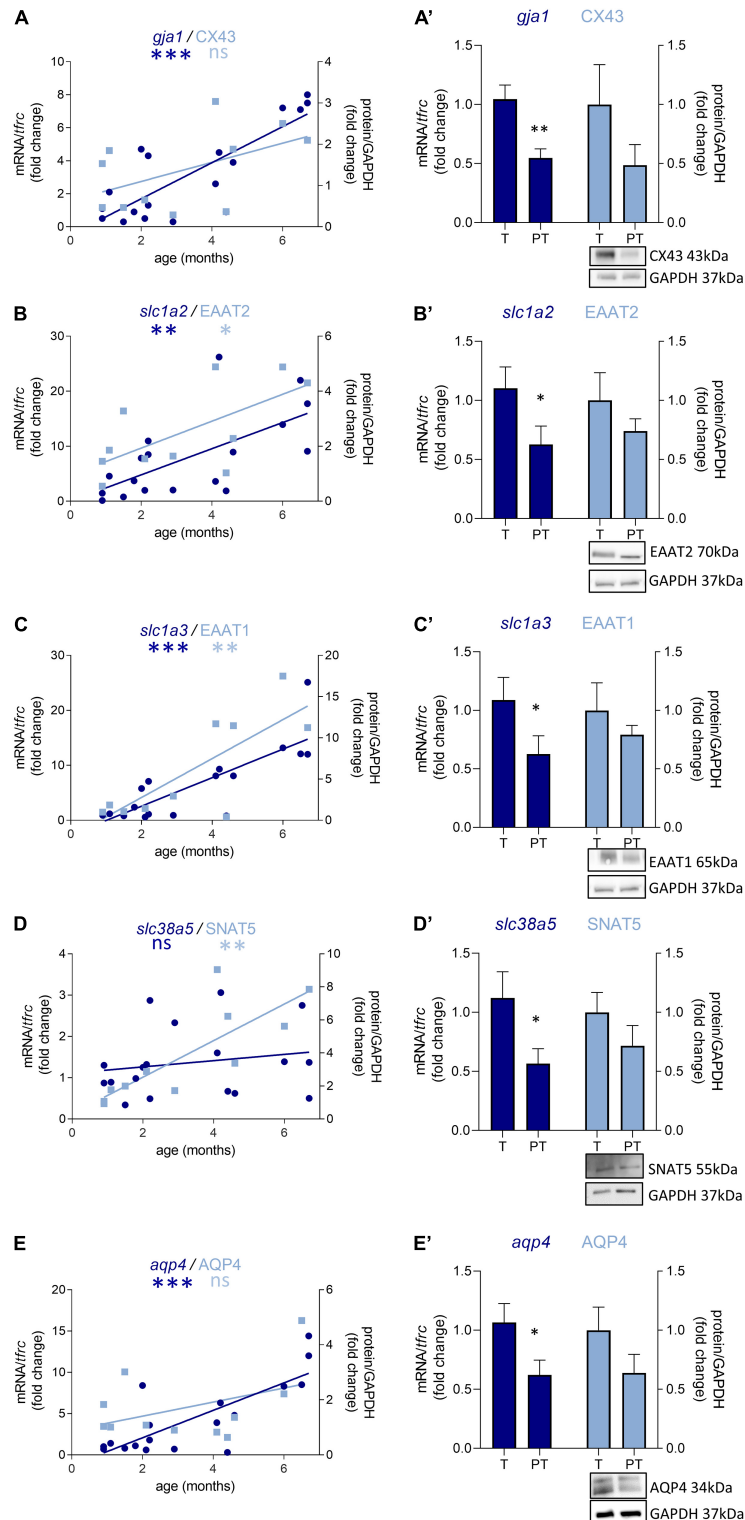 A
gja1 / CX43
*** ns
10
8
6
4
2
0
mRNA/tfrc
(fold change)
4
3
2
1
0
protein/GAPDH
(fold change)
0 2 4 6
age (months)
A’
gja1 CX43
1.5
1.0
0.5
0.0
mRNA/tfrc
(fold change)
**
1.5
1.0
0.5
0.0
protein/GAPDH
(fold change)
T PT T PT
CX43 43kDa
GAPDH 37kDa
B
slc1a2 / EAAT2
** *
30
20
10
0
mRNA/tfrc
(fold change)
6
4
2
0
protein/GAPDH
(fold change)
0 2 4 6
age (months)
B’
slc1a2 EAAT2
1.5
1.0
0.5
0.0
mRNA/tfrc
(fold change)
*
1.5
1.0
0.5
0.0
protein/GAPDH
(fold change)
T PT T PT
EAAT2 70kDa
GAPDH 37kDa
C
slc1a3 / EAAT1
*** **
30
20
10
0
mRNA/tfrc
(fold change)
20
15
10
5
0
protein/GAPDH
(fold change)
0 2 4 6
age (months)
C’
slc1a3 EAAT1
1.5
1.0
0.5
0.0
mRNA/tfrc
(fold change)
*
1.5
1.0
0.5
0.0
protein/GAPDH
(fold change)
T PT T PT
EAAT1 65kDa
GAPDH 37kDa
D
slc38a5 / SNAT5
ns **
4
3
2
1
0
mRNA/tfrc
(fold change)
10
8
6
4
2
0
protein/GAPDH
(fold change)
0 2 4 6
age (months)
D’
slc38a5 SNAT5
1.5
1.0
0.5
0.0
mRNA/tfrc
(fold change)
*
1.5
1.0
0.5
0.0
protein/GAPDH
(fold change)
T PT T PT
SNAT5 55kDa
GAPDH 37kDa
E
aqp4 / AQP4
*** ns
20
15
10
5
0
mRNA/tfrc
(fold change)
6
4
2
0
protein/GAPDH
(fold change)
0 2 4 6
age (months)
E’
aqp4 AQP4
1.5
1.0
0.5
0.0
mRNA/tfrc
(fold change)
*
1.5
1.0
0.5
0.0
protein/GAPDH
(fold change)
T PT T PT
AQP4 34kDa
GAPDH 37kDa